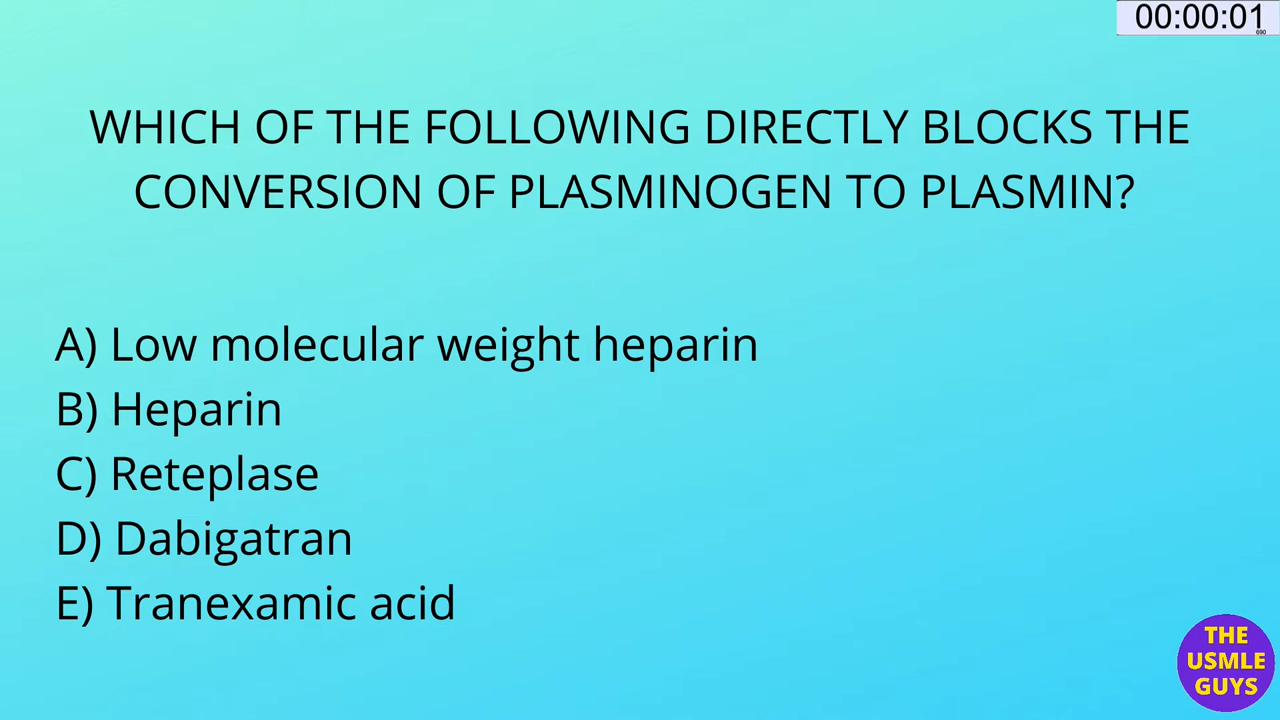 00:00:01
690
WHICH OF THE FOLLOWING DIRECTLY BLOCKS THE
CONVERSION OF PLASMINOGEN TO PLASMIN?
A) Low molecular weight heparin
B) Heparin
C) Reteplase
D) Dabigatran
E) Tranexamic acid
THE
USMLE
GUYS